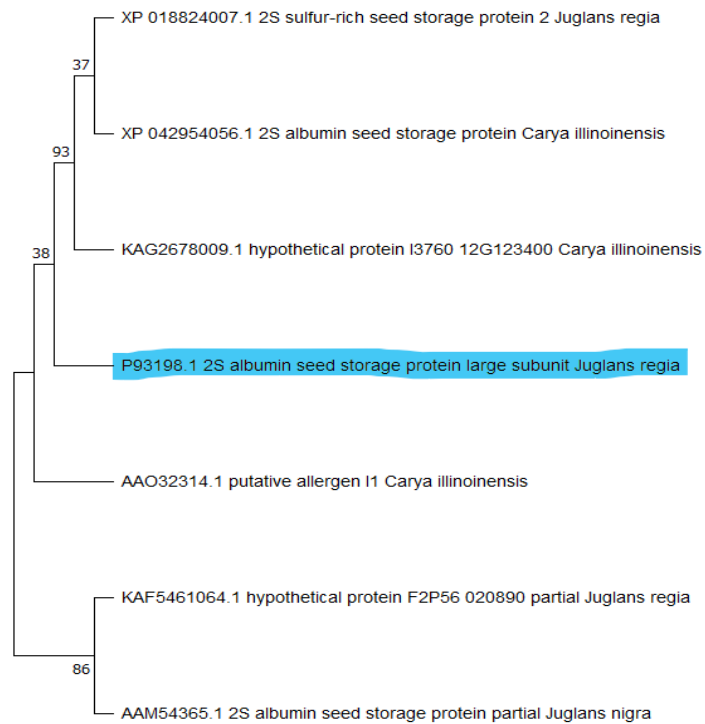 XP 018824007.1 2S sulfur-rich seed storage protein 2 Juglans regia
37
XP 042954056.1 2S albumin seed storage protein Carya illinoinensis
93
KAG2678009.1 hypothetical protein I3760 12G123400 Carya illinoinensis
38
P93198.1 2S albumin seed storage protein large subunit Juglans regia
AAO32314.1 putative allergen I1 Carya illinoinensis
KAF5461064.1 hypothetical protein F2P56 020890 partial Juglans regia
86
AAM54365.1 2S albumin seed storage protein partial Juglans nigra